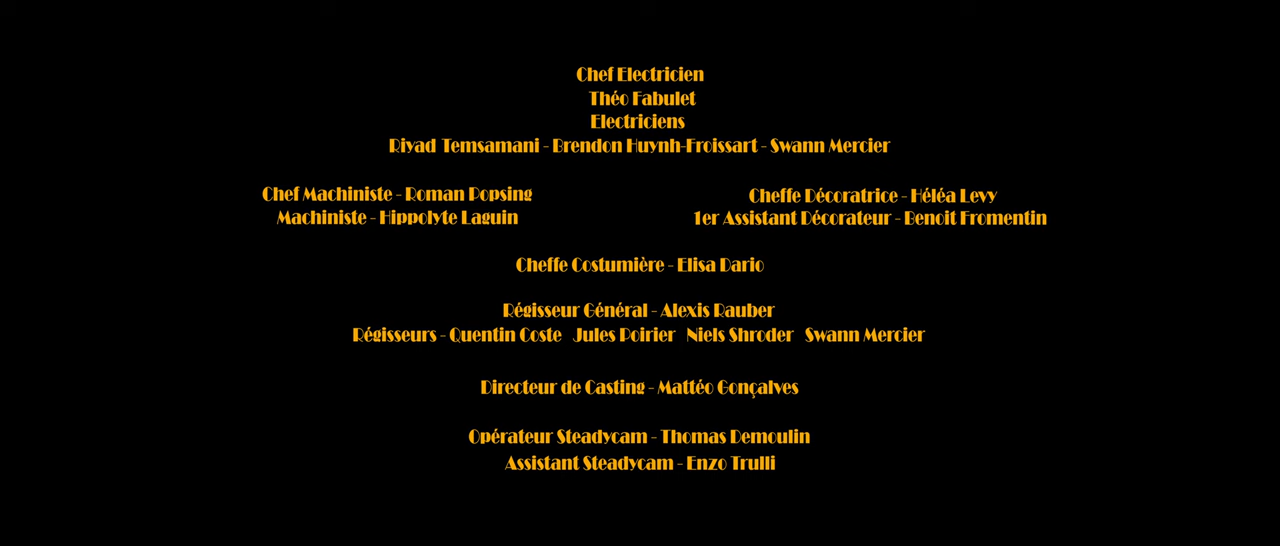 Chef Electricien
Théo Fabulet
Electriciens
Riyad Temsamani - Brendon Huynh-Froissart - Swann Mercier
Chef Machiniste - Roman Popsing
Machiniste - Hippolyte Laguin
Cheffe Décoratrice - Héléa Levy
1er Assistant Décorateur - Benoit Fromentin
Cheffe Costumière - Elisa Dario
Régisseur Général - Alexis Rauber
Régisseurs - Quentin Coste Jules Poirier Niels Shroder Swann Mercier
Directeur de Casting - Mattéo Gonçalves
Opérateur Steadycam - Thomas Demoulin
Assistant Steadycam - Enzo Trulli